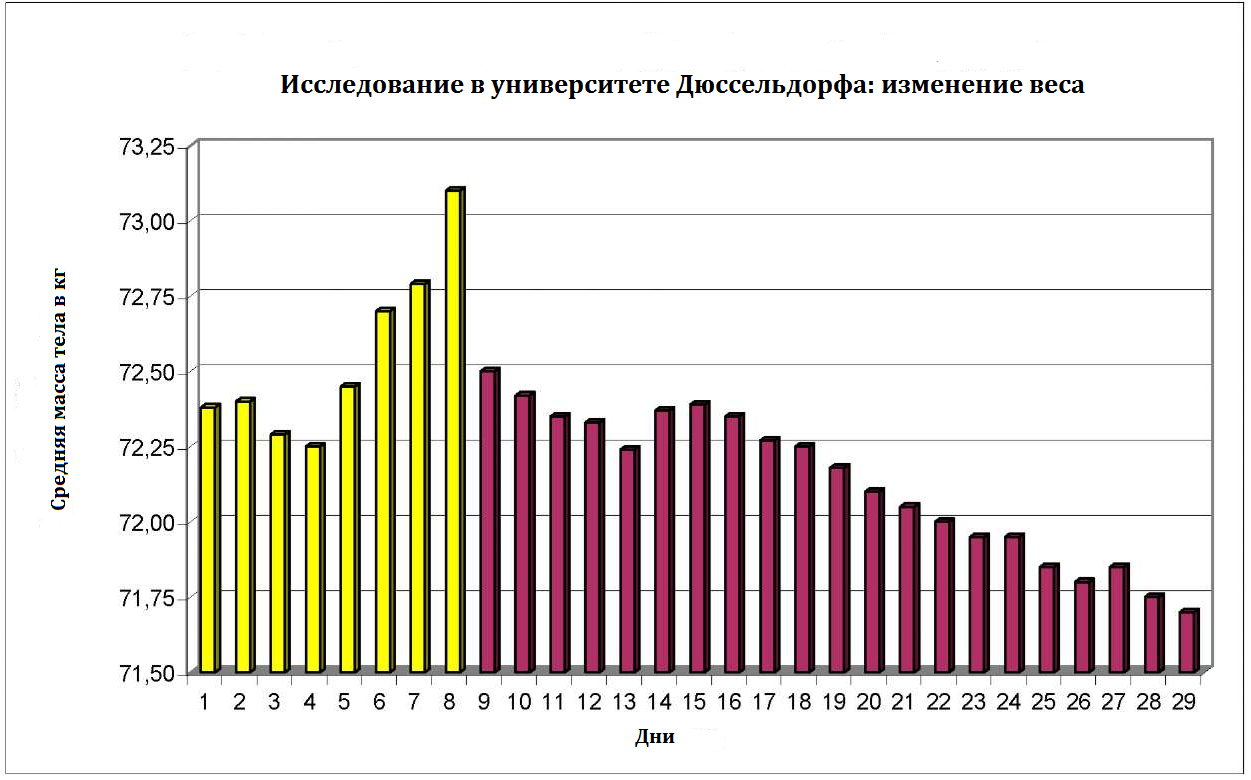 Исследование в университете Дюссельдорфа: изменение веса
73,25
73,00
72,75
72,50
72,25
72,00
71,75
71,50
Средняя масса тела в кг
1 2 3 4 5 6 7 8 9 10 11 12 13 14 15 16 17 18 19 20 21 22 23 24 25 26 27 28 29
Дни